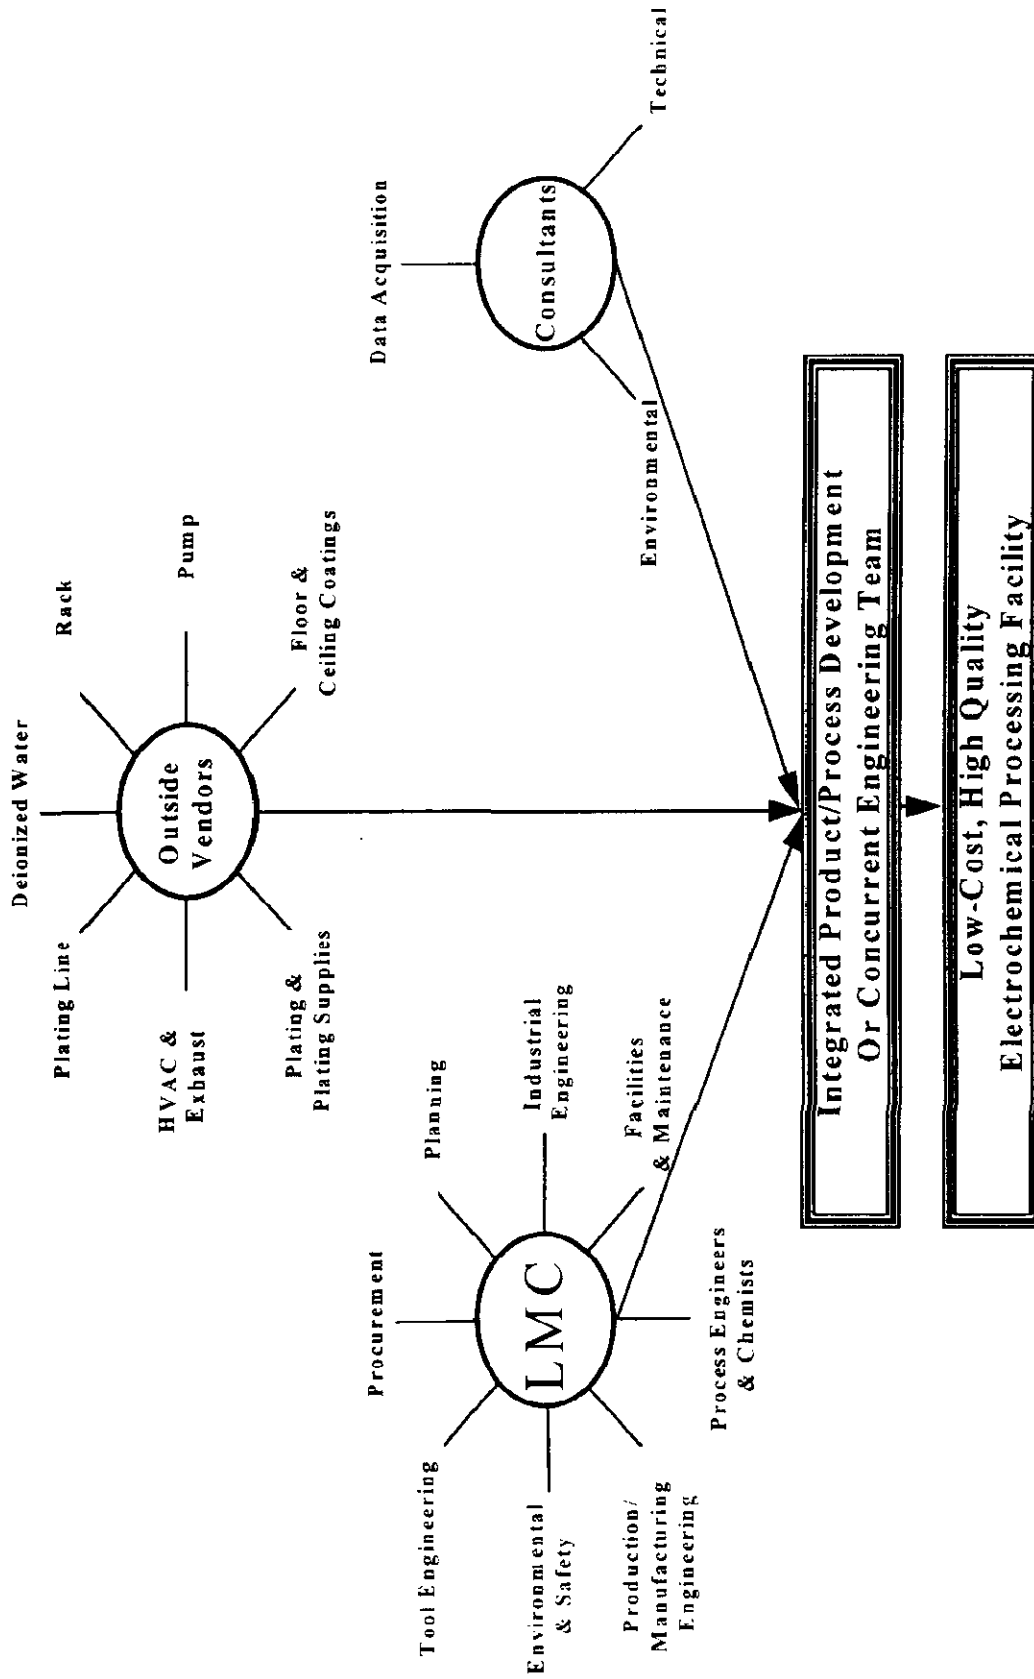 Deionized Water
Plating Line
Rack
HVAC &
Exhaust
Outside
Vendors
Pump
Plating &
Plating Supplies
Floor &
Ceiling Coatings
Procurement
Tool Engineering
Planning
Environmental
& Safety
LMC
Industrial
Engineering
Production/
Manufacturing
Engineering
Facilities
& Maintenance
Process Engineers
& Chemists
Data Acquisition
Consultants
Environmental
Technical
Integrated Product/Process Development
Or Concurrent Engineering Team
Low-Cost, High Quality
Electrochemical Processing Facility